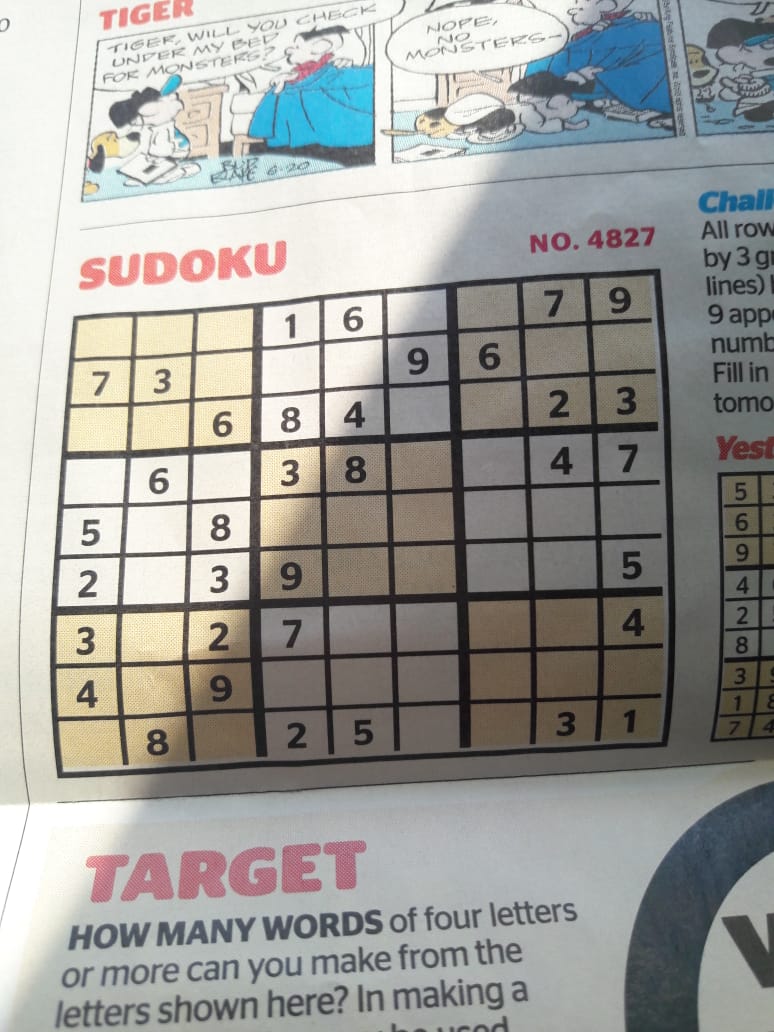 TIGER
TIGER, WILL YOU CHECK
UNDER MY BED
FOR MONSTERS?
NOPE,
NO
MONSTERS-
BUD
BLAKE 6-20
SUDOKU
NO. 4827
1 6 7 9
7 3 9 6
6 8 4 2 3
6 3 8 4 7
5 8
2 3 9 5
3 2 7 4
4 9
8 2 5 3 1
Chall
All row
by 3 g
lines)
9 app
numb
Fill in
tomo
Yest
5
6
9
4
2
8
3
1 8
7 4
TARGET
HOW MANY WORDS of four letters
or more can you make from the
letters shown here? In making a
used
W